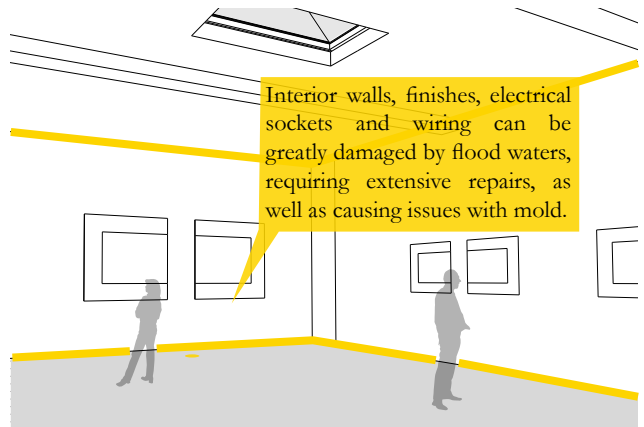 Interior walls, finishes, electrical
sockets and wiring can be
greatly damaged by flood waters,
requiring extensive repairs, as
well as causing issues with mold.